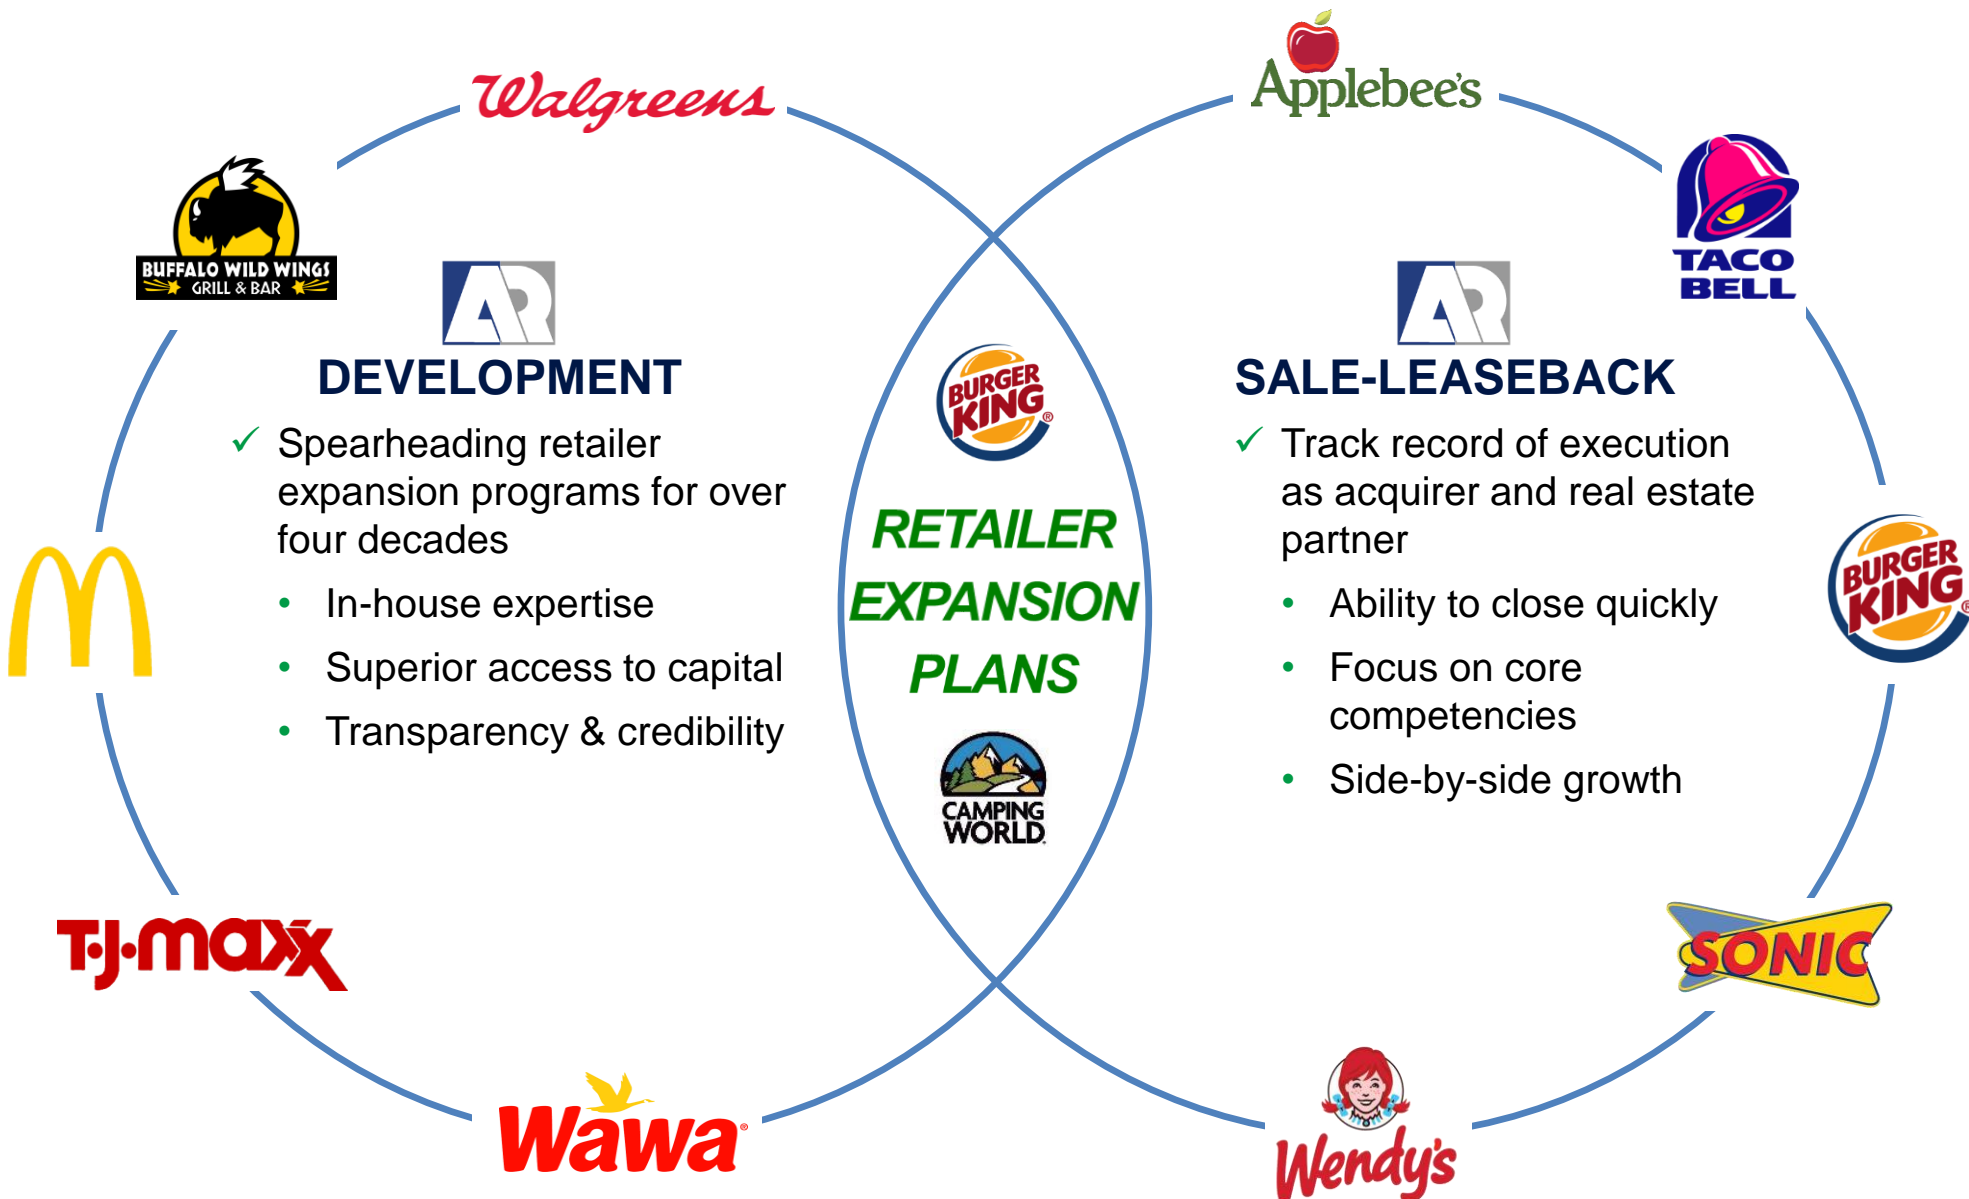 Walgreens
Applebee's
BUFFALO WILD WINGS
GRILL & BAR
TACO
BELL
AR
DEVELOPMENT
✓ Spearheading retailer
expansion programs for over
four decades
• In-house expertise
• Superior access to capital
• Transparency & credibility
BURGER
KING®
RETAILER
EXPANSION
PLANS
CAMPING
WORLD
AR
SALE-LEASEBACK
✓ Track record of execution
as acquirer and real estate
partner
• Ability to close quickly
• Focus on core
competencies
• Side-by-side growth
M
BURGER
KING®
T·J·maxx
SONIC
Wawa®
Wendy's